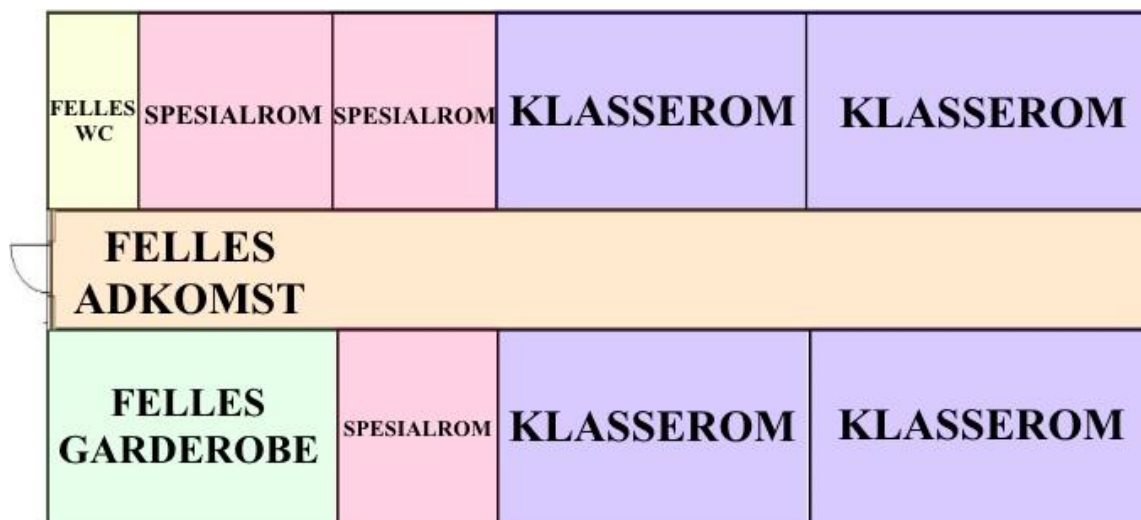 FELLES
WC
SPESIALROM
SPESIALROM
KLASSEROM
KLASSEROM
FELLES
ADKOMST
FELLES
GARDEROBE
SPESIALROM
KLASSEROM
KLASSEROM